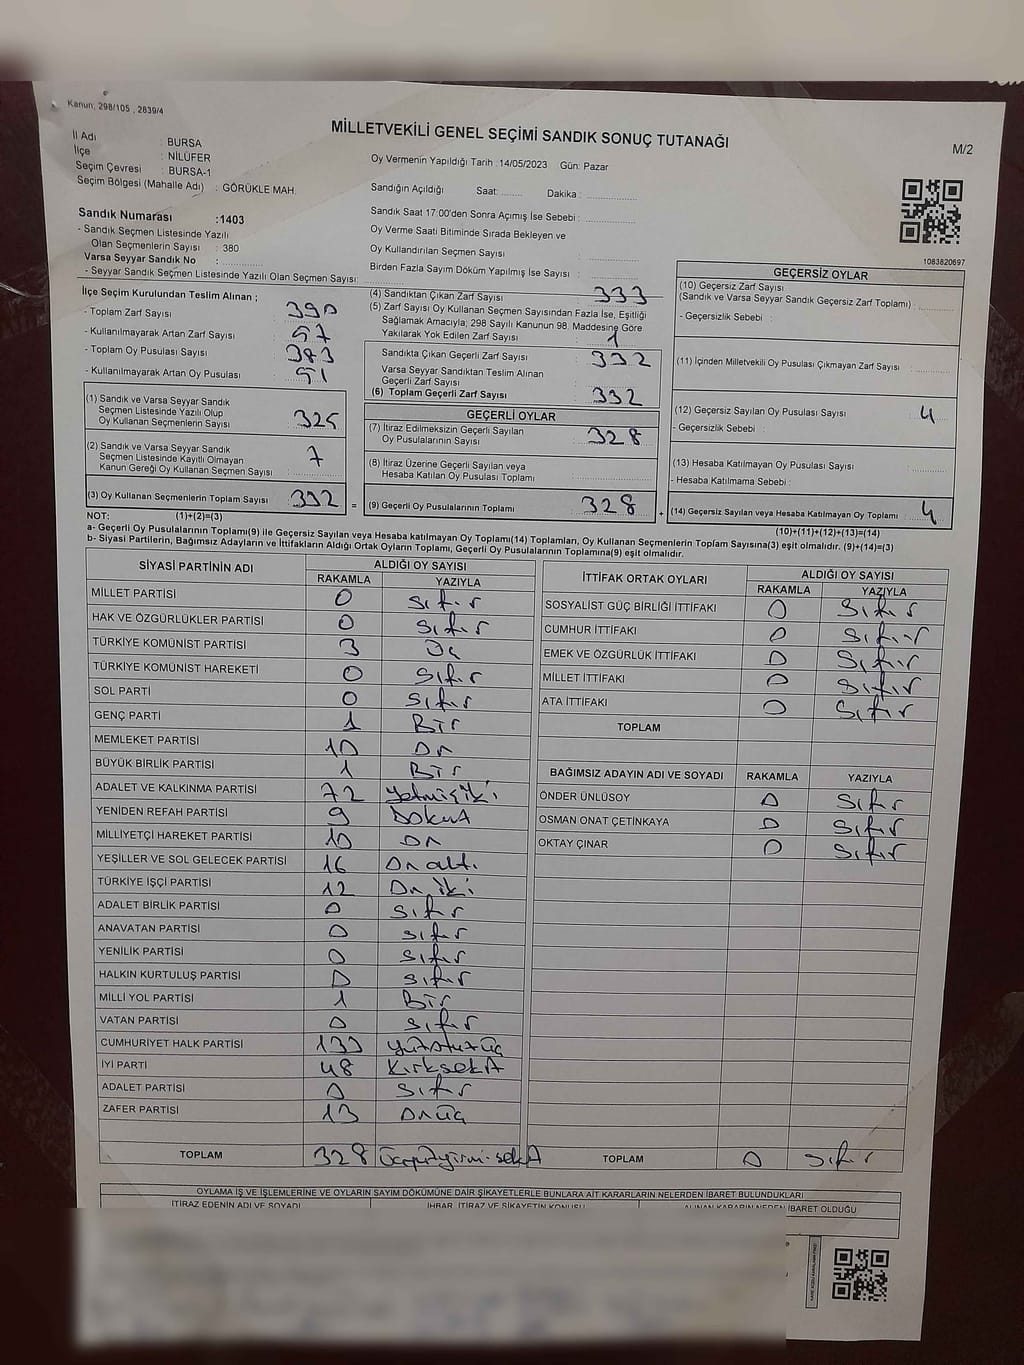 Kanun: 298/105 , 2839/4
MİLLETVEKİLİ GENEL SEÇİMİ SANDIK SONUÇ TUTANAĞI
M/2
İl Adı : BURSA
İlçe : NİLÜFER
Seçim Çevresi : BURSA-1
Seçim Bölgesi (Mahalle Adı) : GÖRÜKLE MAH.
Oy Vermenin Yapıldığı Tarih :14/05/2023 Gün: Pazar
Sandığın Açıldığı Saat: ........ Dakika : ................
Sandık Numarası :1403
- Sandık Seçmen Listesinde Yazılı
Olan Seçmenlerin Sayısı : 380
Varsa Seyyar Sandık No :
- Seyyar Sandık Seçmen Listesinde Yazılı Olan Seçmen Sayısı:
Sandık Saat 17:00'den Sonra Açımış İse Sebebi : ................
Oy Verme Saati Bitiminde Sırada Bekleyen ve
Oy Kullandırılan Seçmen Sayısı :
Birden Fazla Sayım Döküm Yapılmış İse Sayısı :
1083820697
İlçe Seçim Kurulundan Teslim Alınan ;
- Toplam Zarf Sayısı : 390
- Kullanılmayarak Artan Zarf Sayısı : 57
- Toplam Oy Pusulası Sayısı : 383
- Kullanılmayarak Artan Oy Pusulası : 51
(1) Sandık ve Varsa Seyyar Sandık
Seçmen Listesinde Yazılı Olup
Oy Kullanan Seçmenlerin Sayısı : 325
(2) Sandık ve Varsa Seyyar Sandık
Seçmen Listesinde Kayıtlı Olmayan
Kanun Gereği Oy Kullanan Seçmen Sayısı : 7
(3) Oy Kullanan Seçmenlerin Toplam Sayısı : 332 =
NOT: (1)+(2)=(3)
(4) Sandıktan Çıkan Zarf Sayısı : 333
(5) Zarf Sayısı Oy Kullanan Seçmen Sayısından Fazla İse, Eşitliği
Sağlamak Amacıyla; 298 Sayılı Kanunun 98. Maddesine Göre
Yakılarak Yok Edilen Zarf Sayısı : 1
Sandıkta Çıkan Geçerli Zarf Sayısı : 332
Varsa Seyyar Sandıktan Teslim Alınan
Geçerli Zarf Sayısı :
(6) Toplam Geçerli Zarf Sayısı : 332
GEÇERLİ OYLAR
(7) İtiraz Edilmeksizin Geçerli Sayılan
Oy Pusulalarının Sayısı : 328
(8) İtiraz Üzerine Geçerli Sayılan veya
Hesaba Katılan Oy Pusulası Toplamı :
(9) Geçerli Oy Pusulalarının Toplamı : 328 +
GEÇERSİZ OYLAR
(10) Geçersiz Zarf Sayısı
(Sandık ve Varsa Seyyar Sandık Geçersiz Zarf Toplamı) :
- Geçersizlik Sebebi :
(11) İçinden Milletvekili Oy Pusulası Çıkmayan Zarf Sayısı :
(12) Geçersiz Sayılan Oy Pusulası Sayısı : 4
- Geçersizlik Sebebi :
(13) Hesaba Katılmayan Oy Pusulası Sayısı :
- Hesaba Katılmama Sebebi :
(14) Geçersiz Sayılan veya Hesaba Katılmayan Oy Toplamı : 4
(10)+(11)+(12)+(13)=(14)
a- Geçerli Oy Pusulalarının Toplamı(9) ile Geçersiz Sayılan veya Hesaba katılmayan Oy Toplamı(14) Toplamları, Oy Kullanan Seçmenlerin Toplam Sayısına(3) eşit olmalıdır. (9)+(14)=(3)
b- Siyasi Partilerin, Bağımsız Adayların ve İttifakların Aldığı Ortak Oyların Toplamı, Geçerli Oy Pusulalarının Toplamına(9) eşit olmalıdır.
SİYASİ PARTİNİN ADI ALDIĞI OY SAYISI
RAKAMLA YAZIYLA
MİLLET PARTİSİ 0 Sıfır
HAK VE ÖZGÜRLÜKLER PARTİSİ 0 Sıfır
TÜRKİYE KOMÜNİST PARTİSİ 3 Üç
TÜRKİYE KOMÜNİST HAREKETİ 0 Sıfır
SOL PARTİ 0 Sıfır
GENÇ PARTİ 1 Bir
MEMLEKET PARTİSİ 10 On
BÜYÜK BİRLİK PARTİSİ 1 Bir
ADALET VE KALKINMA PARTİSİ 72 yetmişiki
YENİDEN REFAH PARTİSİ 9 Dokuz
MİLLİYETÇİ HAREKET PARTİSİ 10 On
YEŞİLLER VE SOL GELECEK PARTİSİ 16 On altı
TÜRKİYE İŞÇİ PARTİSİ 12 On iki
ADALET BİRLİK PARTİSİ 0 sıfır
ANAVATAN PARTİSİ 0 sıfır
YENİLİK PARTİSİ 0 sıfır
HALKIN KURTULUŞ PARTİSİ 0 sıfır
MİLLİ YOL PARTİSİ 1 Bir
VATAN PARTİSİ 0 sıfır
CUMHURİYET HALK PARTİSİ 133 yüzotuzüç
İYİ PARTİ 48 Kırksekiz
ADALET PARTİSİ 0 Sıfır
ZAFER PARTİSİ 13 Onüç
TOPLAM 328 Üçyüzyirmi-sekiz
İTTİFAK ORTAK OYLARI ALDIĞI OY SAYISI
RAKAMLA YAZIYLA
SOSYALİST GÜÇ BİRLİĞİ İTTİFAKI 0 Sıfır
CUMHUR İTTİFAKI 0 Sıfır
EMEK VE ÖZGÜRLÜK İTTİFAKI 0 Sıfır
MİLLET İTTİFAKI 0 Sıfır
ATA İTTİFAKI 0 Sıfır
TOPLAM
BAĞIMSIZ ADAYIN ADI VE SOYADI RAKAMLA YAZIYLA
ÖNDER ÜNLÜSOY 0 Sıfır
OSMAN ONAT ÇETİNKAYA 0 Sıfır
OKTAY ÇINAR 0 Sıfır
TOPLAM 0 Sıfır
OYLAMA İŞ VE İŞLEMLERİNE VE OYLARIN SAYIM DÖKÜMÜNE DAİR ŞİKAYETLERLE BUNLARA AİT KARARLARIN NELERDEN İBARET BULUNDUKLARI
İTİRAZ EDENİN ADI VE SOYADI İHBAR, İTİRAZ VE ŞİKAYETİN KONUSU ALINAN KARARIN NEDEN İBARET OLDUĞU